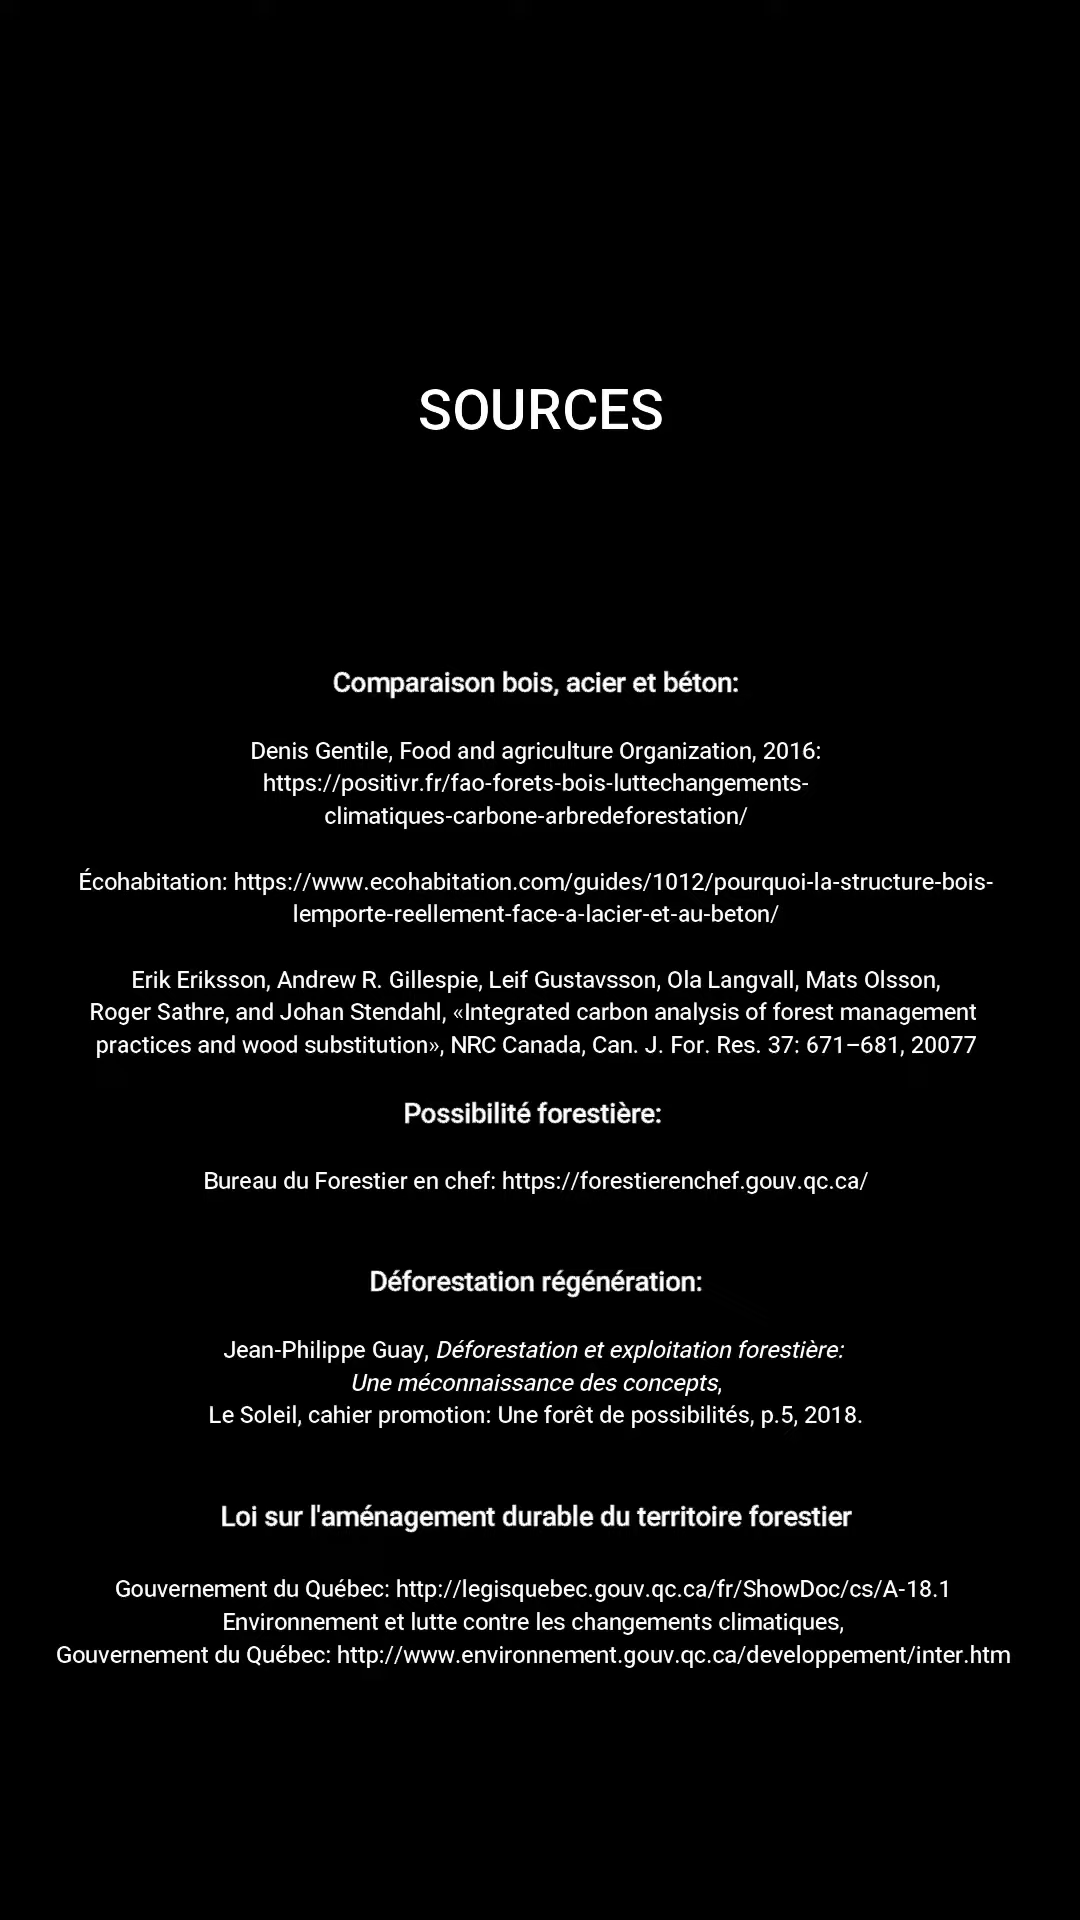 SOURCES
Comparaison bois, acier et béton:
Denis Gentile, Food and agriculture Organization, 2016:
https://positivr.fr/fao-forets-bois-luttechangements-
climatiques-carbone-arbredeforestation/
Écohabitation: https://www.ecohabitation.com/guides/1012/pourquoi-la-structure-bois-
lemporte-reellement-face-a-lacier-et-au-beton/
Erik Eriksson, Andrew R. Gillespie, Leif Gustavsson, Ola Langvall, Mats Olsson,
Roger Sathre, and Johan Stendahl, «Integrated carbon analysis of forest management
practices and wood substitution», NRC Canada, Can. J. For. Res. 37: 671–681, 20077
Possibilité forestière:
Bureau du Forestier en chef: https://forestierenchef.gouv.qc.ca/
Déforestation régénération:
Jean-Philippe Guay, Déforestation et exploitation forestière:
Une méconnaissance des concepts,
Le Soleil, cahier promotion: Une forêt de possibilités, p.5, 2018.
Loi sur l'aménagement durable du territoire forestier
Gouvernement du Québec: http://legisquebec.gouv.qc.ca/fr/ShowDoc/cs/A-18.1
Environnement et lutte contre les changements climatiques,
Gouvernement du Québec: http://www.environnement.gouv.qc.ca/developpement/inter.htm